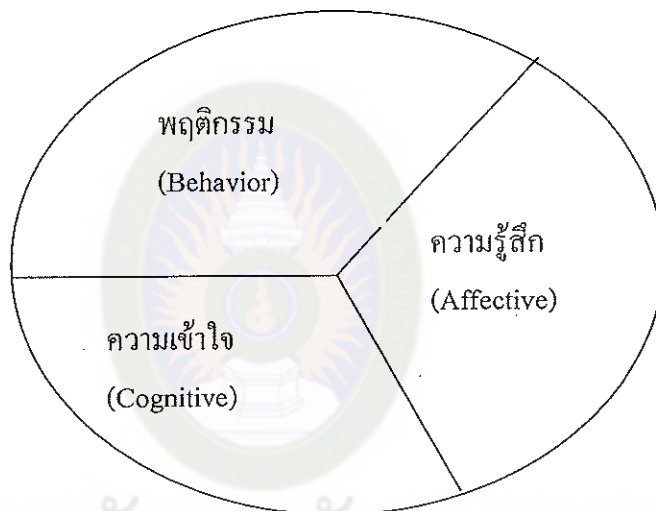 พฤติกรรม
(Behavior)
ความรู้สึก
(Affective)
ความเข้าใจ
(Cognitive)